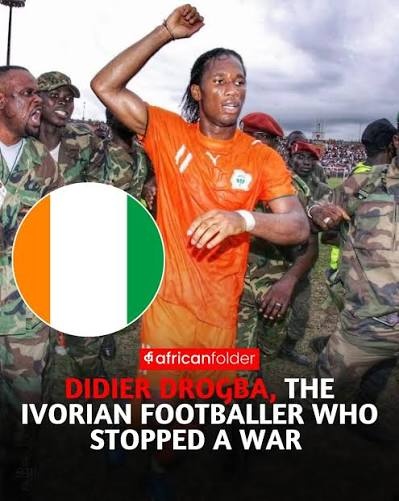 africanfolder
DIDIER DROGBA, THE
IVORIAN FOOTBALLER WHO
STOPPED A WAR